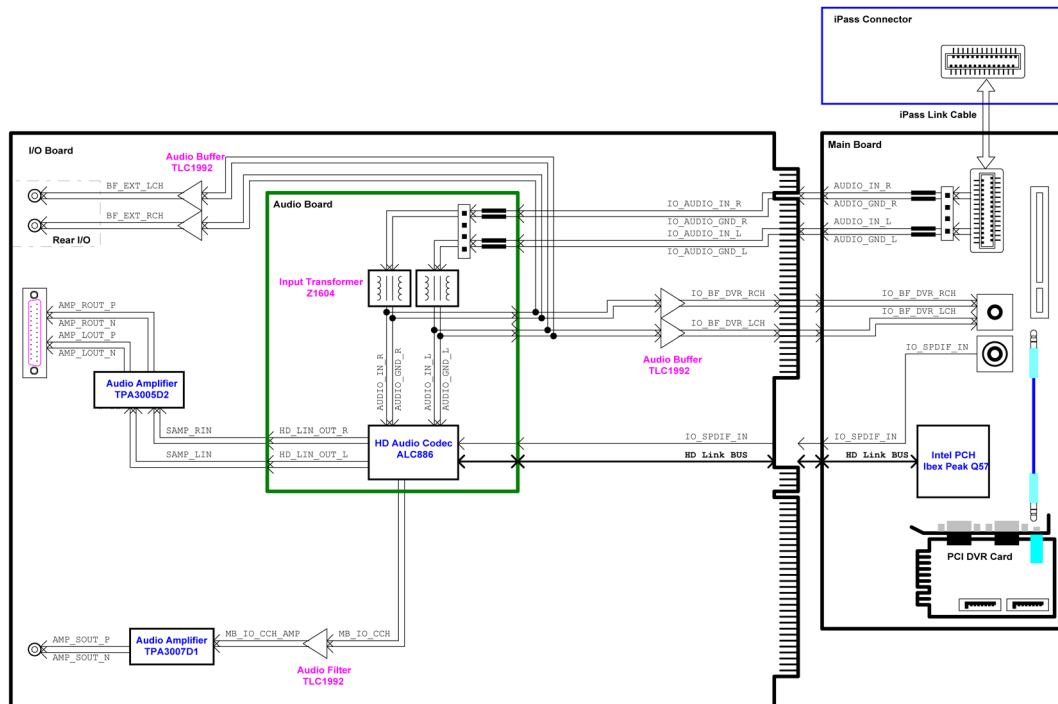 iPass Connector
iPass Link Cable
I/O Board
Audio Buffer
TLC1992
BF_EXT_LCH
BF_EXT_RCH
Rear I/O
Audio Board
IO_AUDIO_IN_R
IO_AUDIO_GND_R
IO_AUDIO_IN_L
IO_AUDIO_GND_L
Main Board
AUDIO_IN_R
AUDIO_GND_R
AUDIO_IN_L
AUDIO_GND_L
Input Transformer
Z1604
AMP_ROUT_P
AMP_ROUT_N
AMP_LOUT_P
AMP_LOUT_N
IO_BF_DVR_RCH
IO_BF_DVR_LCH
IO_BF_DVR_RCH
IO_BF_DVR_LCH
Audio Buffer
TLC1992
IO_SPDIF_IN
AUDIO_IN_R
AUDIO_GND_R
AUDIO_IN_L
AUDIO_GND_L
Audio Amplifier
TPA3005D2
SAMP_RIN
SAMP_LIN
HD_LIN_OUT_R
HD_LIN_OUT_L
HD Audio Codec
ALC886
IO_SPDIF_IN
HD Link BUS
IO_SPDIF_IN
HD Link BUS
Intel PCH
Ibex Peak Q57
PCI DVR Card
AMP_SOUT_P
AMP_SOUT_N
Audio Amplifier
TPA3007D1
MB_IO_CCH_AMP
MB_IO_CCH
Audio Filter
TLC1992